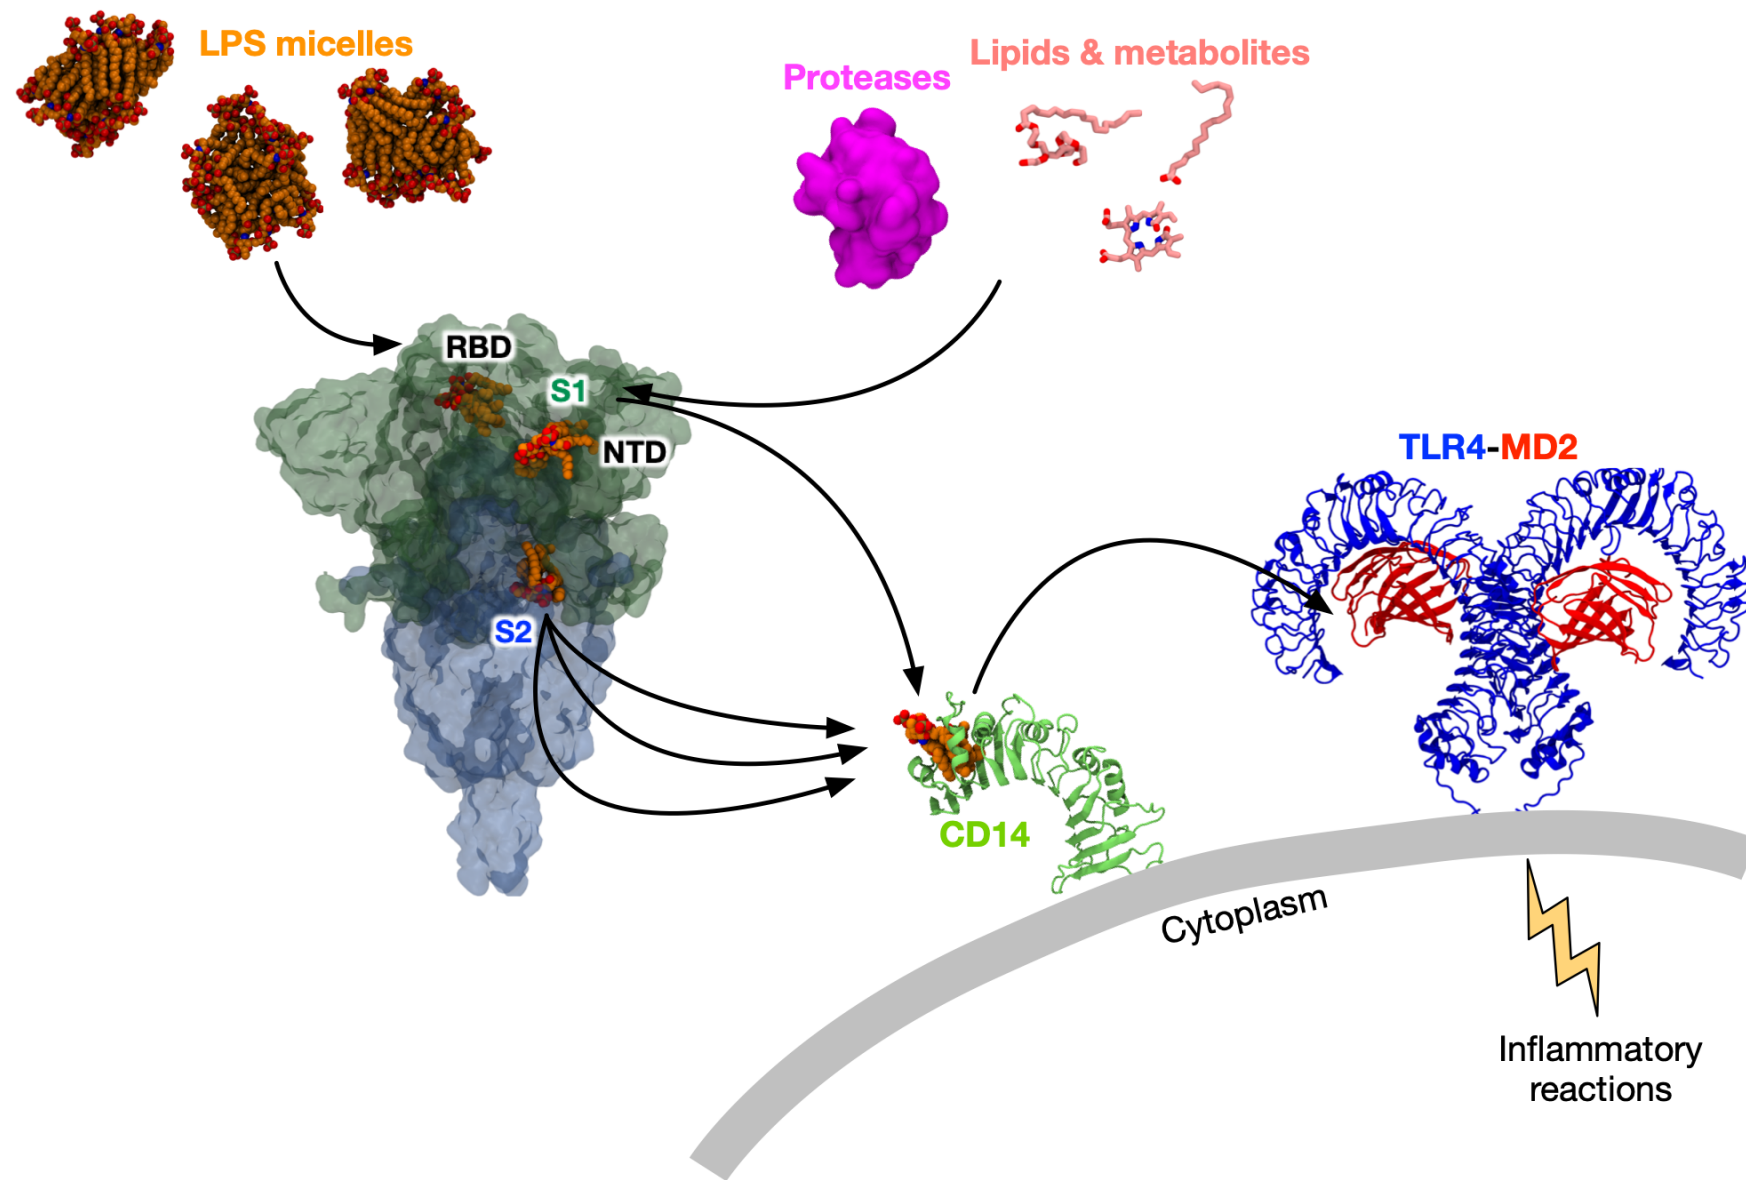 LPS micelles
Proteases
Lipids & metabolites
RBD
S1
NTD
TLR4-MD2
S2
CD14
Cytoplasm
Inflammatory
reactions